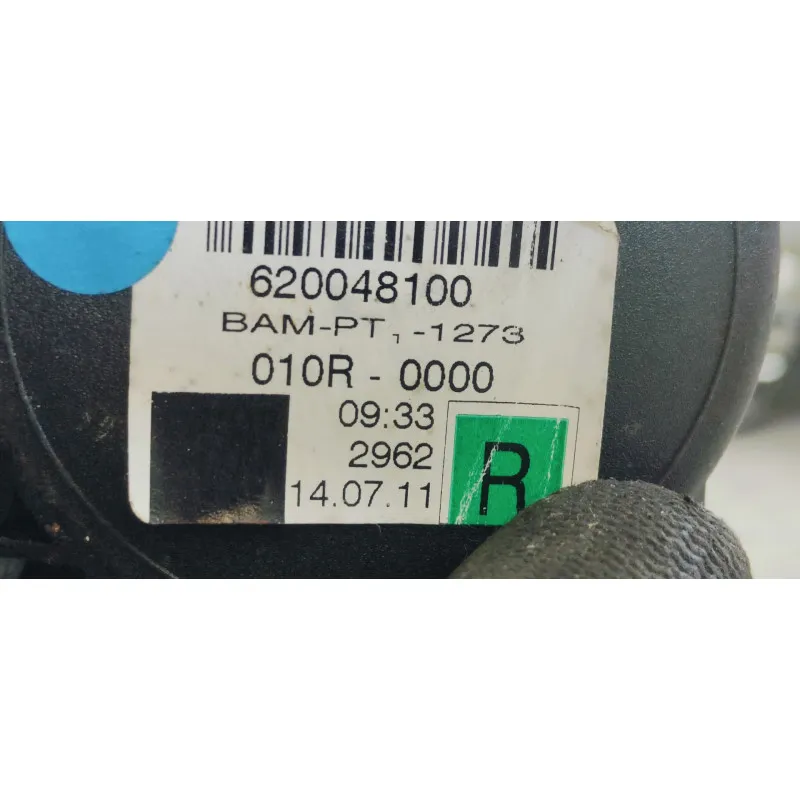 620048100
BAM-PT₁-1273
010R - 0000
09:33
2962
14.07.11
R